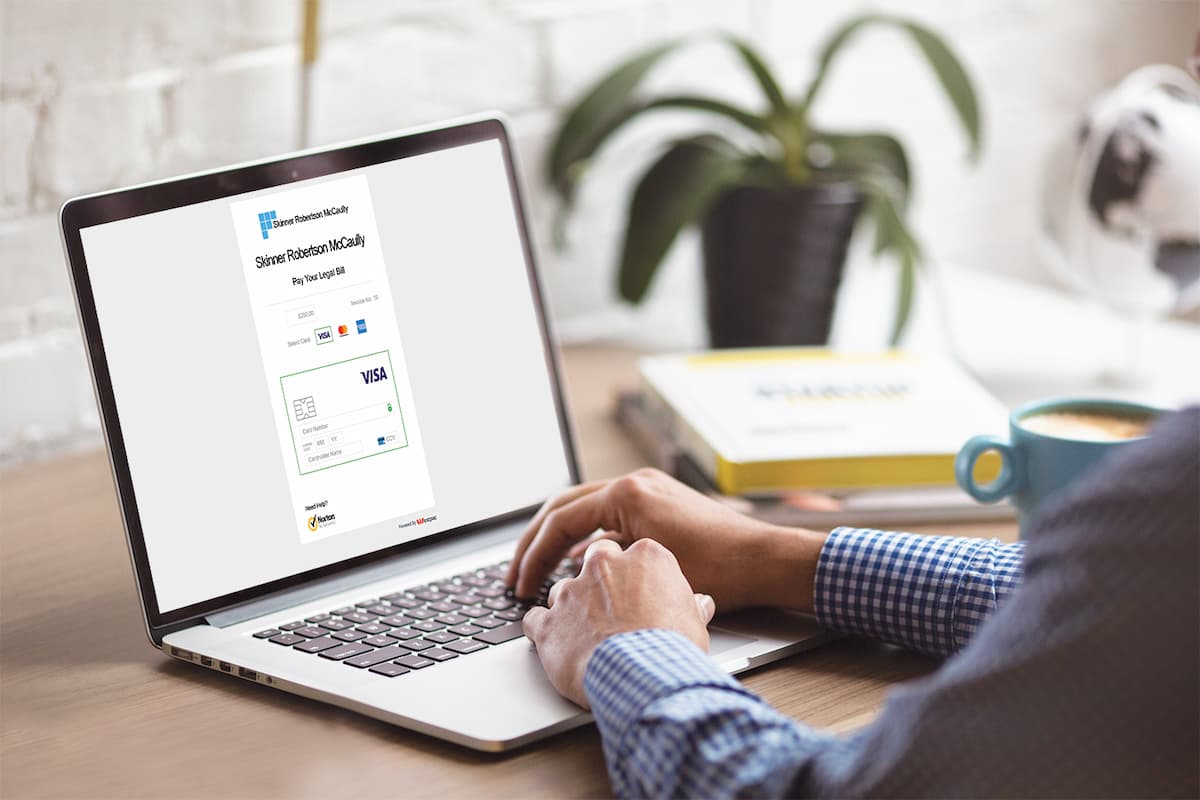 Skinner Robertson McCaully
Skinner Robertson McCaully
Pay Your Legal Bill
Invoice No. 10
$200.00
Select Card VISA
VISA
Card Number
MM YY
CCV
Cardholder Name
Need Help?
Norton
Powered by